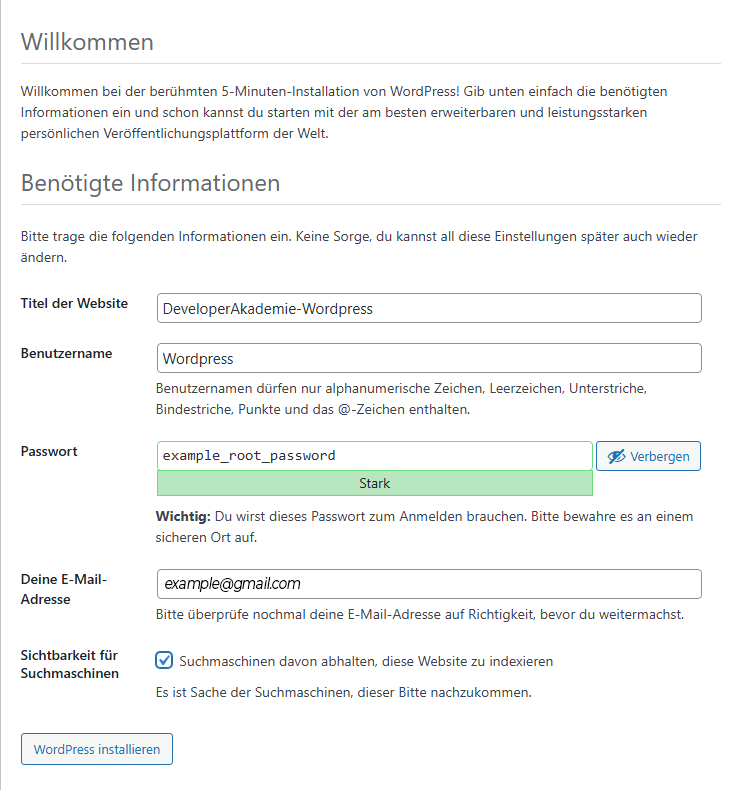 Willkommen
Willkommen bei der berühmten 5-Minuten-Installation von WordPress! Gib unten einfach die benötigten
Informationen ein und schon kannst du starten mit der am besten erweiterbaren und leistungsstarken
persönlichen Veröffentlichungsplattform der Welt.
Benötigte Informationen
Bitte trage die folgenden Informationen ein. Keine Sorge, du kannst all diese Einstellungen später auch wieder
ändern.
Titel der Website
DeveloperAkademie-Wordpress
Benutzername
Wordpress
Benutzernamen dürfen nur alphanumerische Zeichen, Leerzeichen, Unterstriche,
Bindestriche, Punkte und das @-Zeichen enthalten.
Passwort
example_root_password
Verbergen
Stark
Wichtig: Du wirst dieses Passwort zum Anmelden brauchen. Bitte bewahre es an einem
sicheren Ort auf.
Deine E-Mail-
Adresse
example@gmail.com
Bitte überprüfe nochmal deine E-Mail-Adresse auf Richtigkeit, bevor du weitermachst.
Sichtbarkeit für
Suchmaschinen
Suchmaschinen davon abhalten, diese Website zu indexieren
Es ist Sache der Suchmaschinen, dieser Bitte nachzukommen.
WordPress installieren